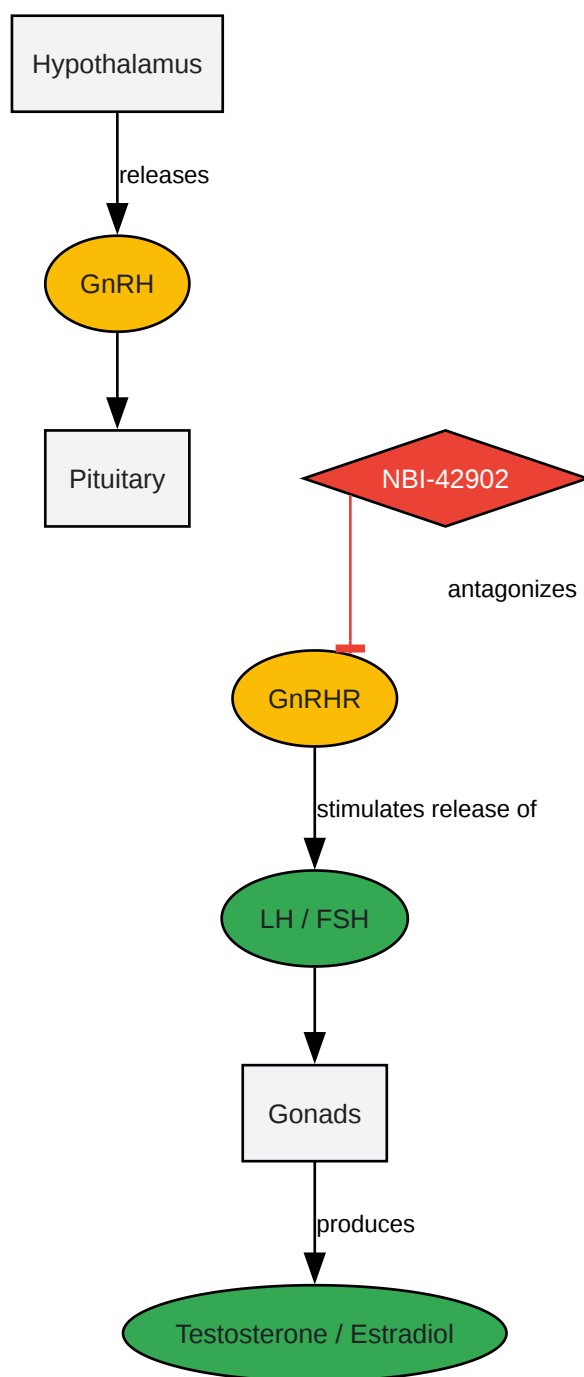 Hypothalamus
releases
GnRH
Pituitary
NBI-42902
antagonizes
GnRHR
stimulates release of
LH / FSH
Gonads
produces
Testosterone / Estradiol